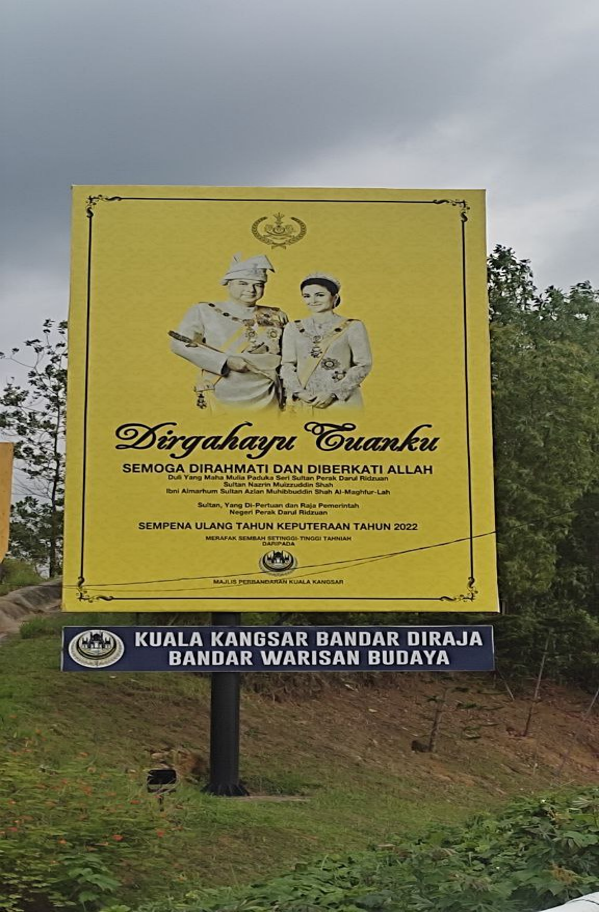 Dirgahayu Tuanku
SEMOGA DIRAHMATI DAN DIBERKATI ALLAH
Duli Yang Maha Mulia Paduka Seri Sultan Perak Darul Ridzuan
Sultan Nazrin Muizzuddin Shah
Ibni Almarhum Sultan Azlan Muhibbuddin Shah Al-Maghfur-Lah
Sultan, Yang Di-Pertuan dan Raja Pemerintah
Negeri Perak Darul Ridzuan
SEMPENA ULANG TAHUN KEPUTERAAN TAHUN 2022
MERAFAK SEMBAH SETINGGI-TINGGI TAHNIAH
DARIPADA
MAJLIS PERBANDARAN KUALA KANGSAR
KUALA KANGSAR BANDAR DIRAJA
BANDAR WARISAN BUDAYA